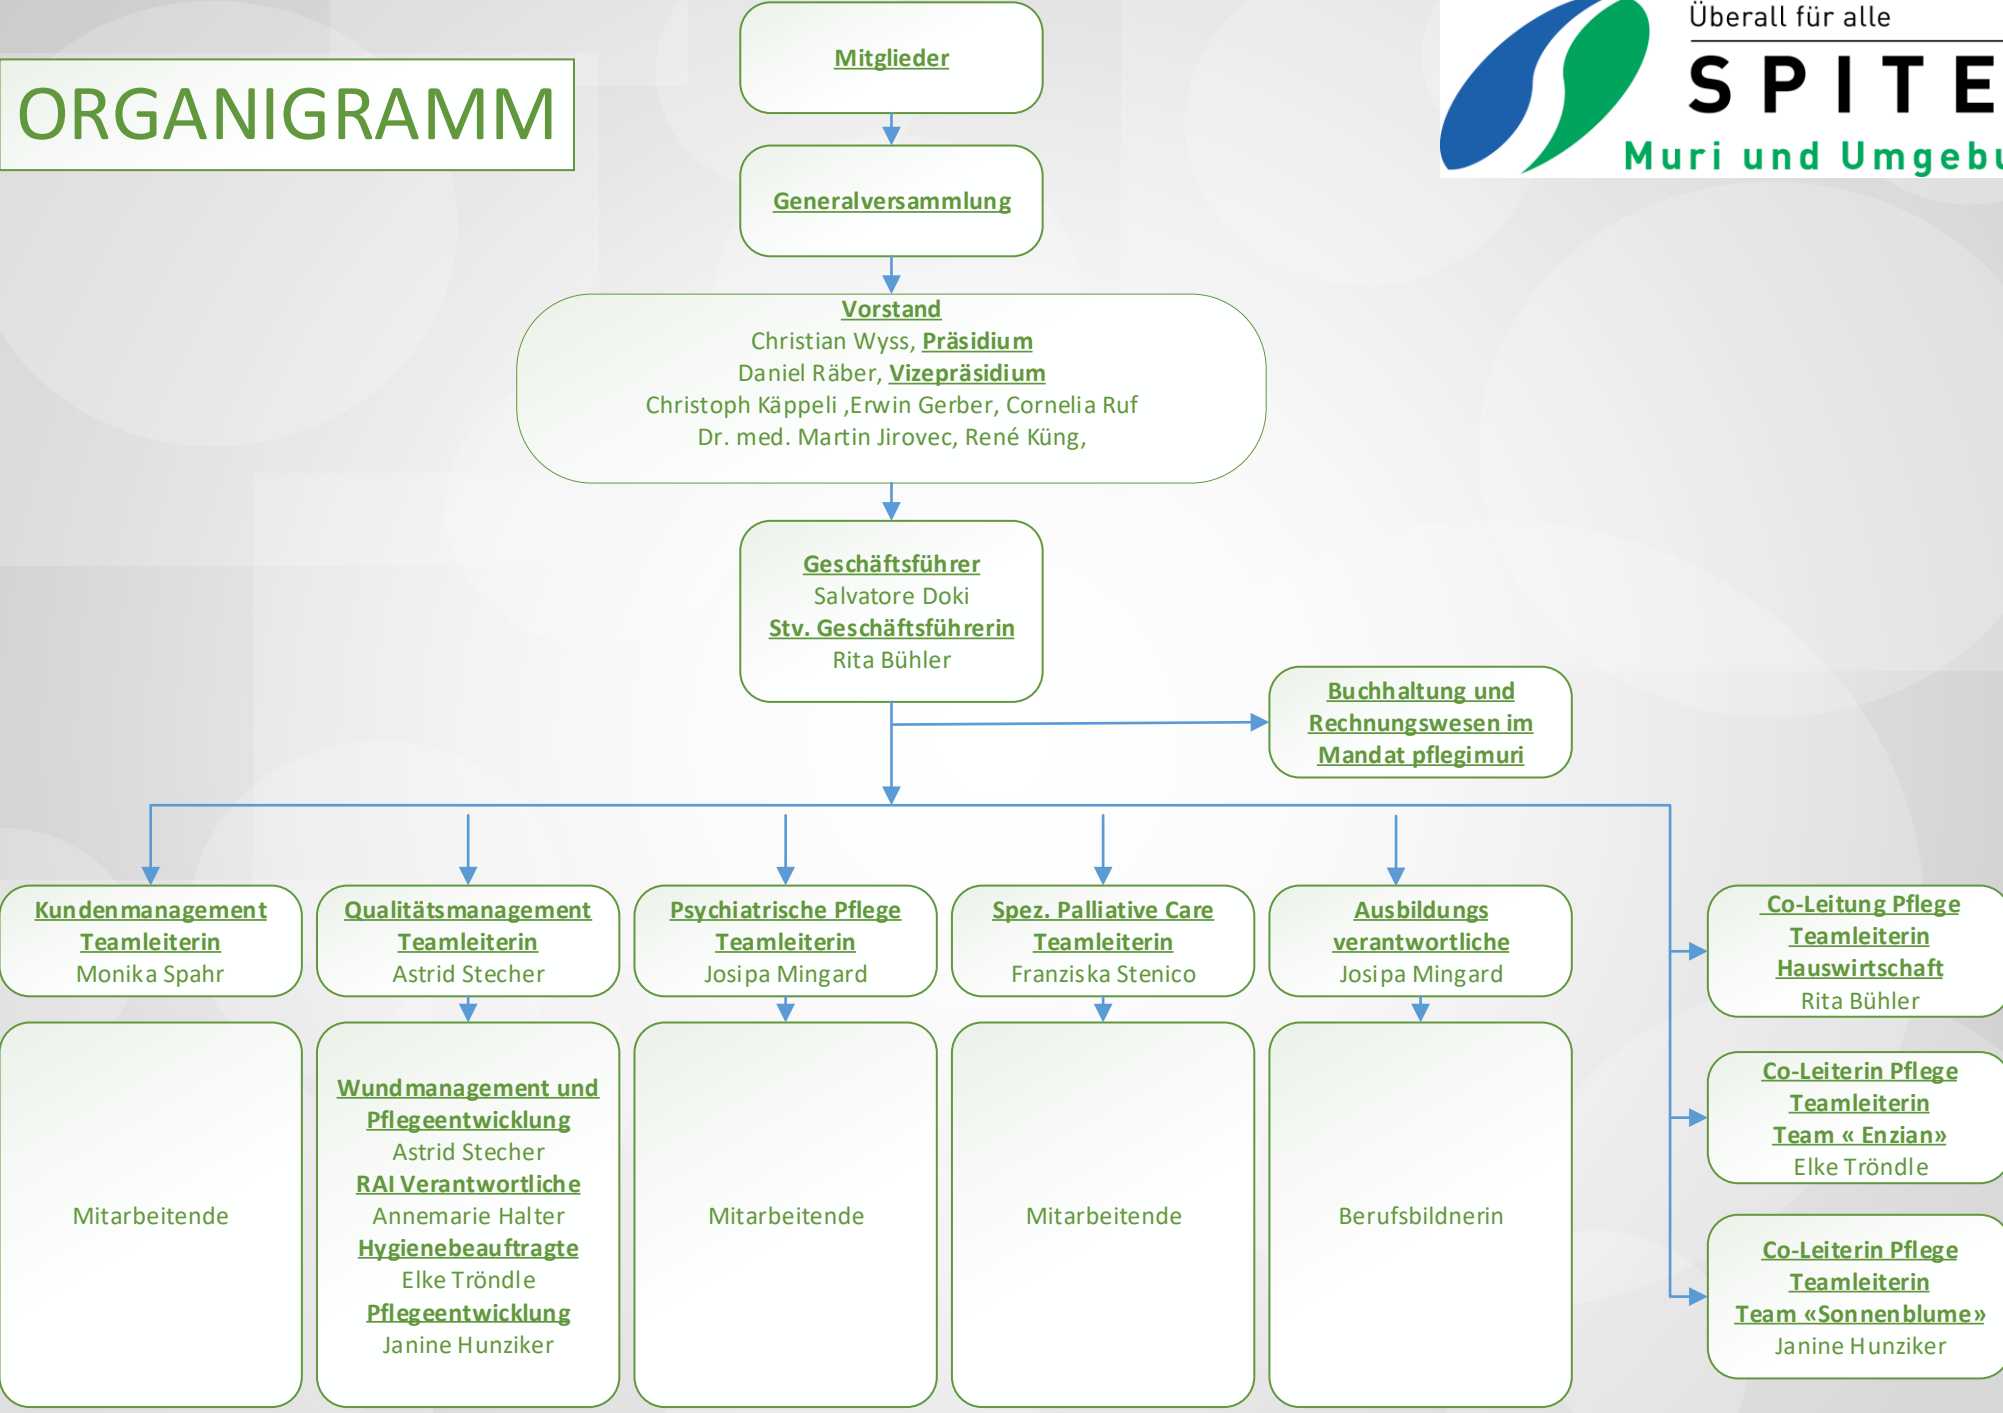 Überall für alle
SPITE
Muri und Umgebu
ORGANIGRAMM
Mitglieder
Generalversammlung
Vorstand
Christian Wyss, Präsidium
Daniel Räber, Vizepräsidium
Christoph Käppeli ,Erwin Gerber, Cornelia Ruf
Dr. med. Martin Jirovec, René Küng,
Geschäftsführer
Salvatore Doki
Stv. Geschäftsführerin
Rita Bühler
Buchhaltung und
Rechnungswesen im
Mandat pflegimuri
Kundenmanagement
Teamleiterin
Monika Spahr
Qualitätsmanagement
Teamleiterin
Astrid Stecher
Psychiatrische Pflege
Teamleiterin
Josipa Mingard
Spez. Palliative Care
Teamleiterin
Franziska Stenico
Ausbildungs
verantwortliche
Josipa Mingard
Co-Leitung Pflege
Teamleiterin
Hauswirtschaft
Rita Bühler
Co-Leiterin Pflege
Teamleiterin
Team « Enzian»
Elke Tröndle
Co-Leiterin Pflege
Teamleiterin
Team «Sonnenblume»
Janine Hunziker
Mitarbeitende
Wundmanagement und
Pflegeentwicklung
Astrid Stecher
RAI Verantwortliche
Annemarie Halter
Hygienebeauftragte
Elke Tröndle
Pflegeentwicklung
Janine Hunziker
Mitarbeitende
Mitarbeitende
Berufsbildnerin